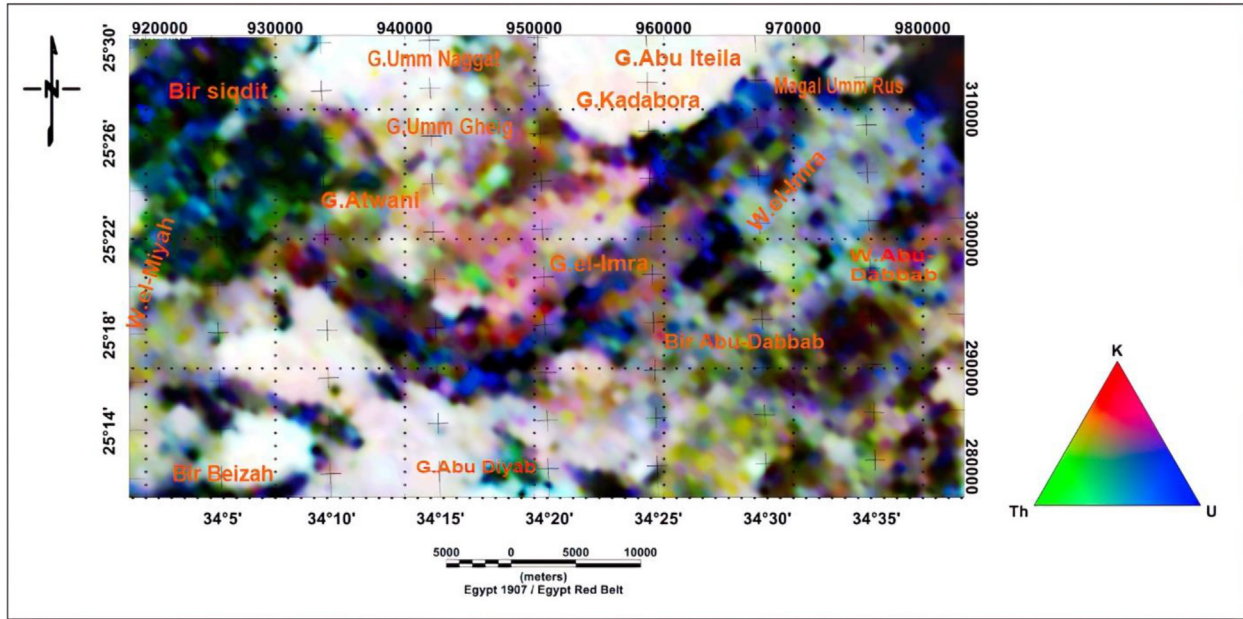 920000 930000 940000 950000 960000 970000 980000
25°30'
25°26'
25°22'
25°18'
25°14'
N
G.Umm Naggat
G.Abu Iteila
Bir siqdit
G.Kadabora
Magal Umm Rus
G.Umm Gheig
W.el-Imra
G.Atwani
W.el-Miyah
G.el-Imra
W.Abu-
Dabbab
Bir Abu-Dabbab
Bir Beizah
G.Abu Diyab
310000
300000
290000
280000
34°5' 34°10' 34°15' 34°20' 34°25' 34°30' 34°35'
5000 0 5000 10000
(meters)
Egypt 1907 / Egypt Red Belt
K
Th U